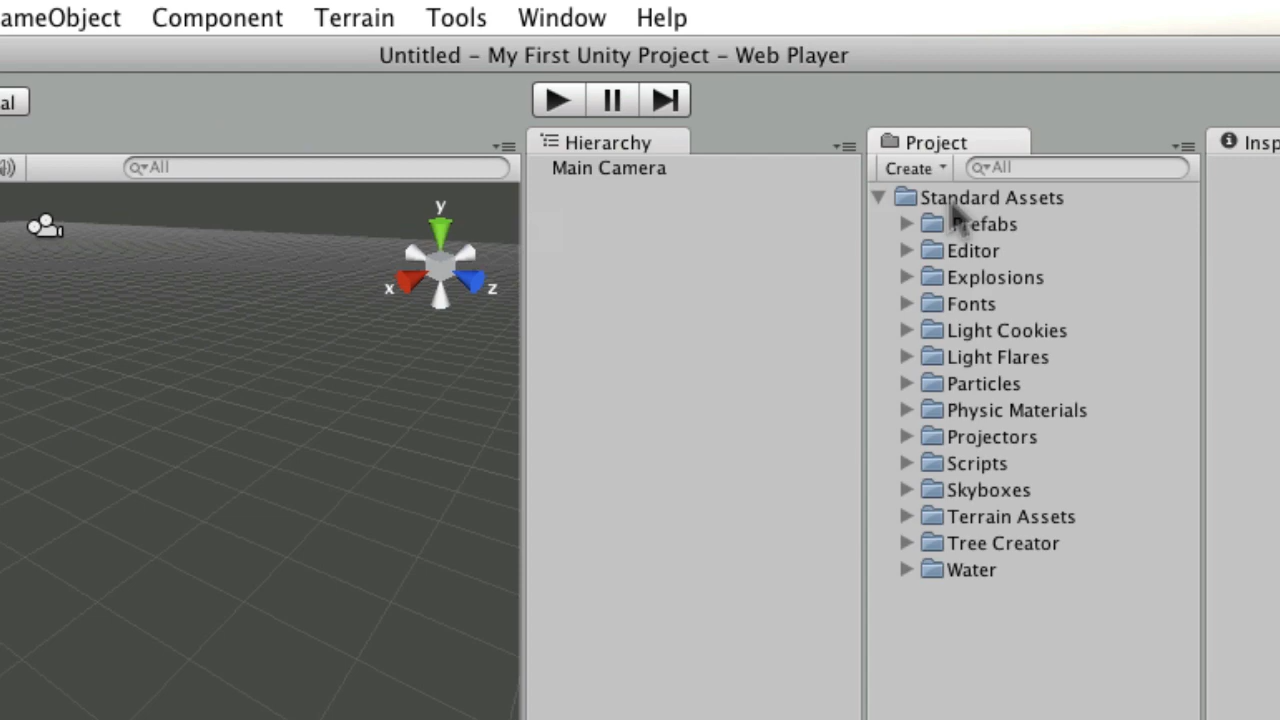 ameObject Component Terrain Tools Window Help
Untitled – My First Unity Project – Web Player
al
Hierarchy
Project
Insp
All
Main Camera
Create
All
Standard Assets
Prefabs
Editor
Explosions
Fonts
Light Cookies
Light Flares
Particles
Physic Materials
Projectors
Scripts
Skyboxes
Terrain Assets
Tree Creator
Water
y
x
z